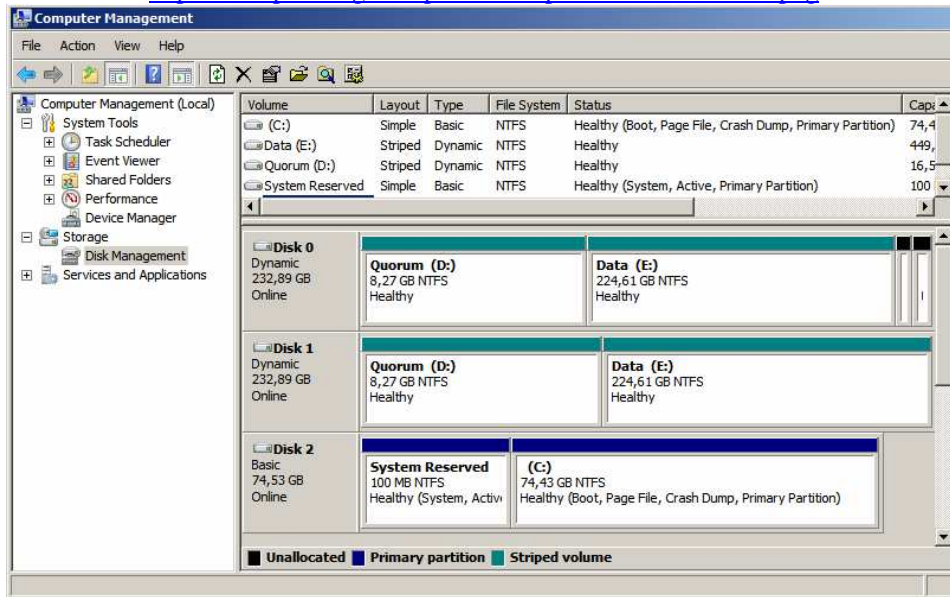 Computer Management
File Action View Help
Computer Management (Local)
System Tools
Task Scheduler
Event Viewer
Shared Folders
Performance
Device Manager
Storage
Disk Management
Services and Applications
Volume Layout Type File System Status
(C:) Simple Basic NTFS Healthy (Boot, Page File, Crash Dump, Primary Partition) 74,4
Data (E:) Striped Dynamic NTFS Healthy 449,
Quorum (D:) Striped Dynamic NTFS Healthy 16,5
System Reserved Simple Basic NTFS Healthy (System, Active, Primary Partition) 100
Disk 0
Dynamic
232,89 GB
Online
Quorum (D:)
8,27 GB NTFS
Healthy
Data (E:)
224,61 GB NTFS
Healthy
Disk 1
Dynamic
232,89 GB
Online
Quorum (D:)
8,27 GB NTFS
Healthy
Data (E:)
224,61 GB NTFS
Healthy
Disk 2
Basic
74,53 GB
Online
System Reserved
100 MB NTFS
Healthy (System, Activ
(C:)
74,43 GB NTFS
Healthy (Boot, Page File, Crash Dump, Primary Partition)
Unallocated Primary partition Striped volume